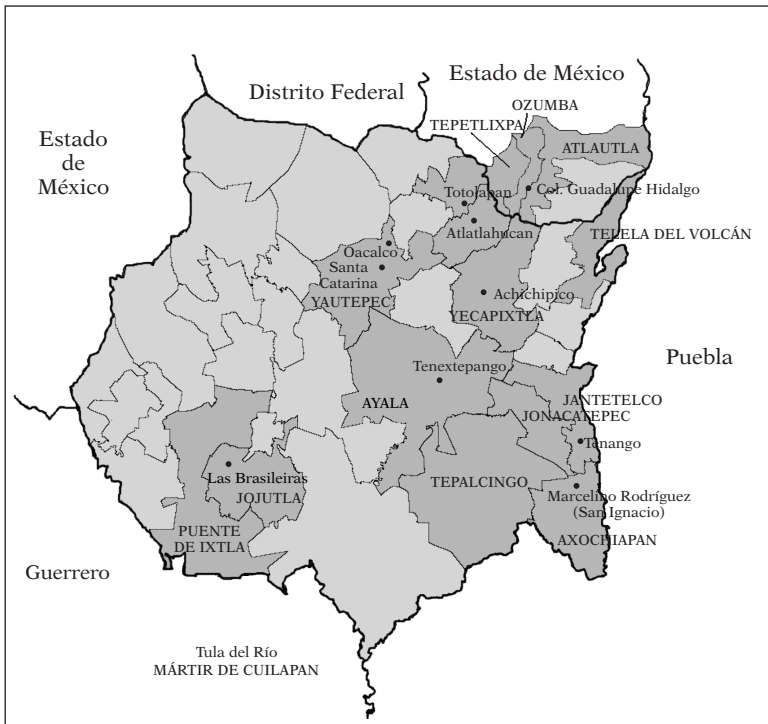 Estado de México
Distrito Federal
OZUMBA
TEPETLIXPA
Estado
de
México
ATLAUTLA
Totolapan
Col. Guadalupe Hidalgo
Atlatlahucan
TELELA DEL VOLCÁN
Oacalco
Santa
Catarina
YAUTEPEC
Achichipico
YECAPIXTLA
Puebla
Tenextepango
AYALA
JANTETELCO
JONACATEPEC
Tenango
Las Brasileiras
JOJUTLA
TEPALCINGO
Marcelino Rodríguez
(San Ignacio)
PUENTE
DE IXTLA
AXOCHIAPAN
Guerrero
Tula del Río
MÁRTIR DE CUILAPAN